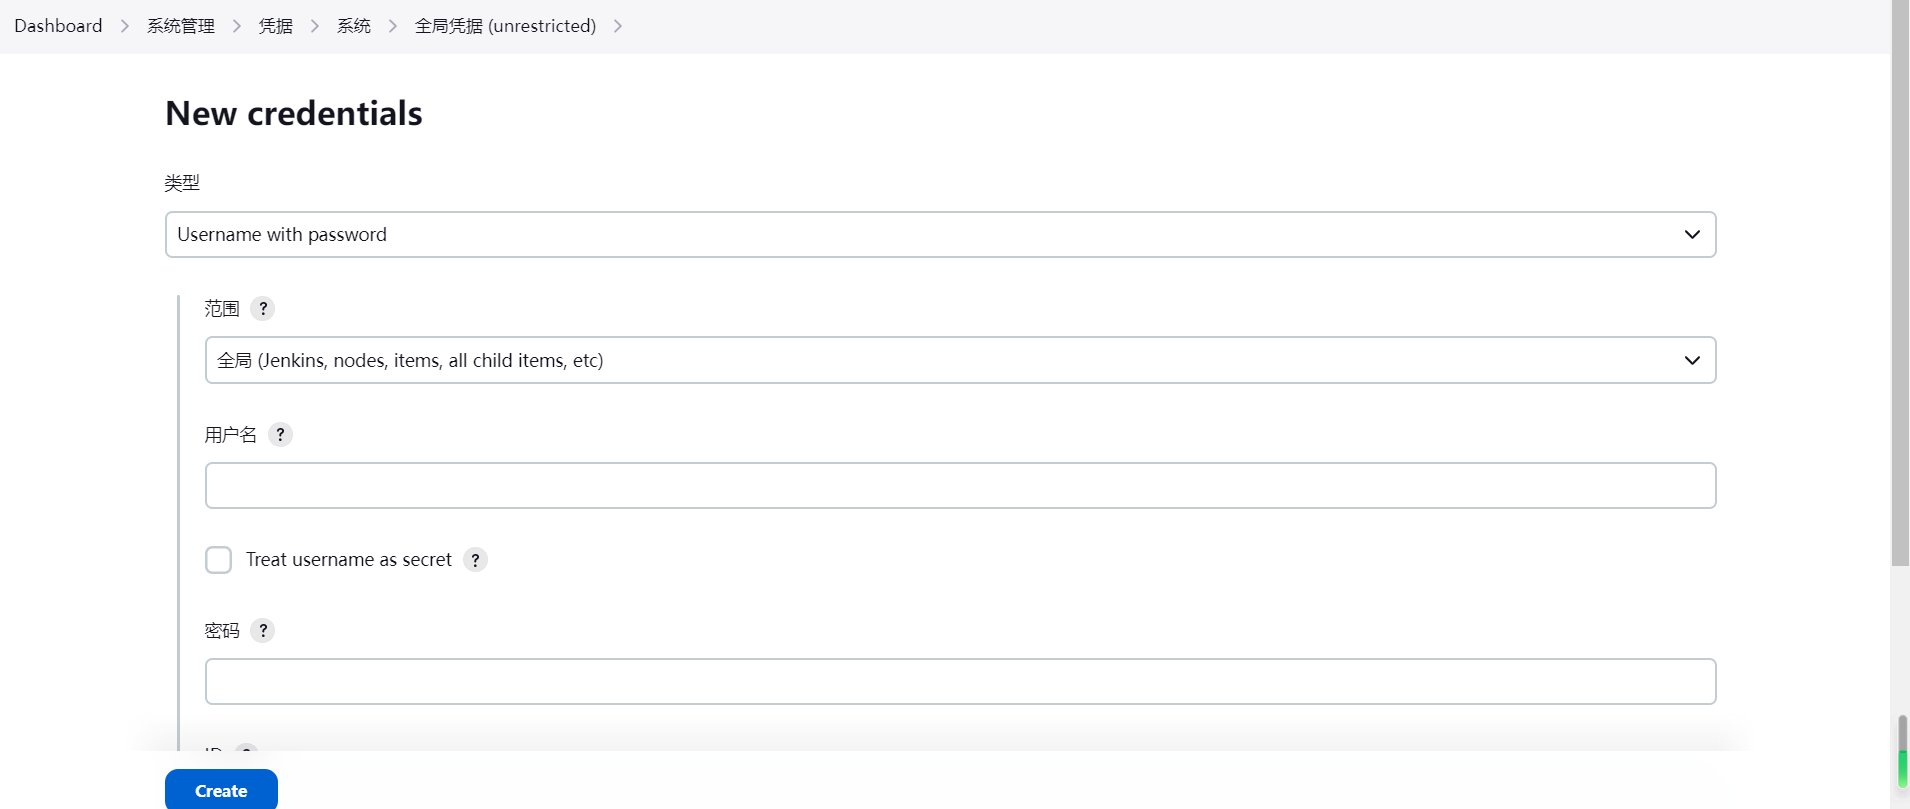 Dashboard 系统管理 凭据 系统 全局凭据 (unrestricted)
New credentials
类型
Username with password
范围 ?
全局 (Jenkins, nodes, items, all child items, etc)
用户名 ?
Treat username as secret ?
密码 ?
ID ?
Create